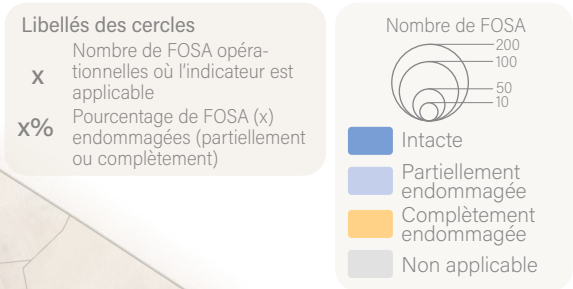 Libellés des cercles
x Nombre de FOSA opéra-
tionnelles où l'indicateur est
applicable
x% Pourcentage de FOSA (x)
endommagées (partiellement
ou complètement)
Nombre de FOSA
200
100
50
10
Intacte
Partiellement
endommagée
Complètement
endommagée
Non applicable